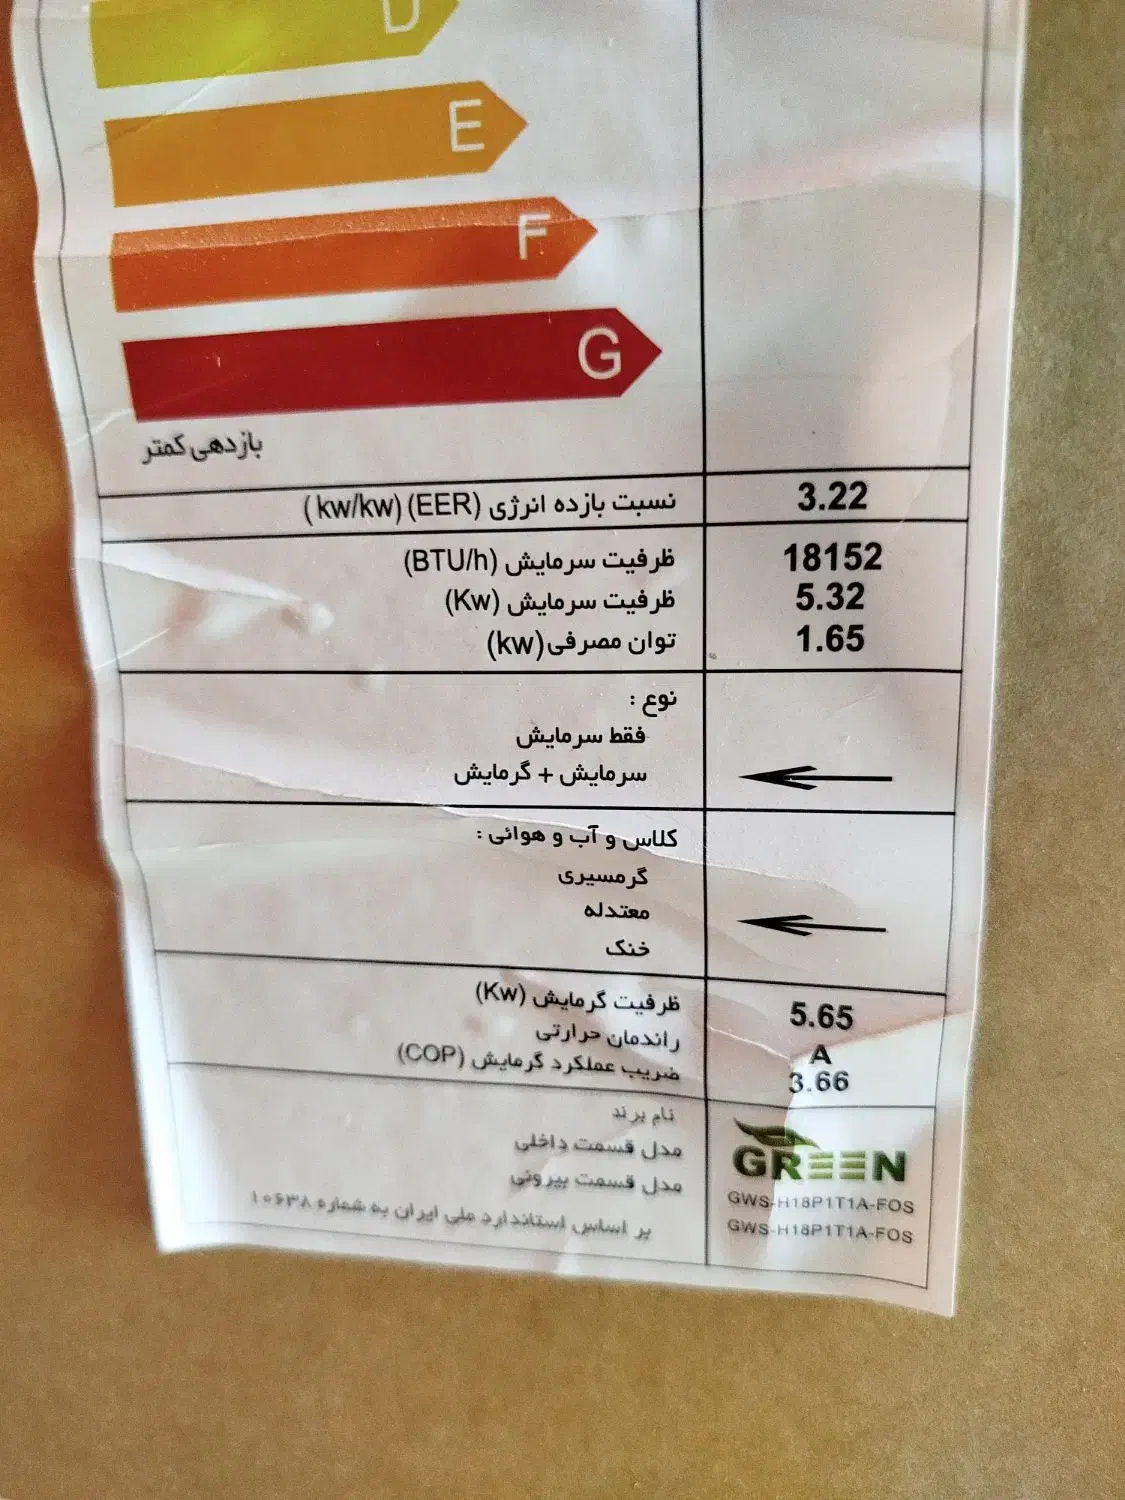 D
E
F
G
بازدهی کمتر
نسبت بازده انرژی (EER) (kw/kw) 3.22
ظرفیت سرمایش (BTU/h) 18152
ظرفیت سرمایش (Kw) 5.32
توان مصرفی (kw) 1.65
نوع :
فقط سرمایش
سرمایش + گرمایش
کلاس و آب و هوائی :
گرمسیری
معتدله
خنک
ظرفیت گرمایش (Kw) 5.65
راندمان حرارتی A
ضریب عملکرد گرمایش (COP) 3.66
نام برند GREEN
مدل قسمت داخلی GWS-H18P1T1A-FOS
مدل قسمت بیرونی GWS-H18P1T1A-FOS
بر اساس استاندارد ملی ایران به شماره ۱۰۶۳۸